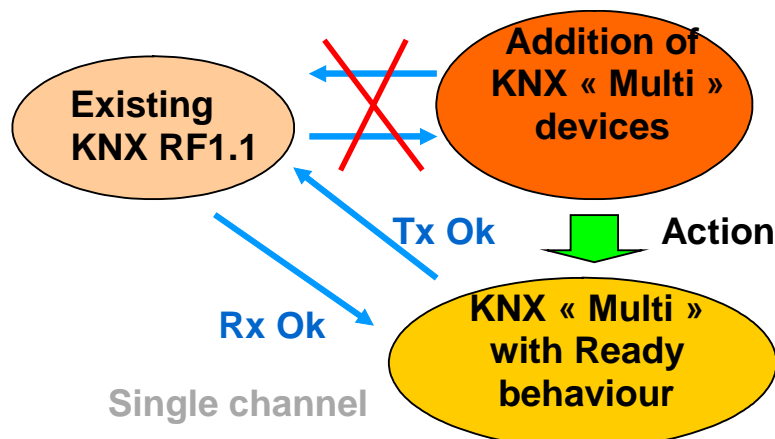 Existing
KNX RF1.1
Addition of
KNX « Multi »
devices
Tx Ok
Action
Rx Ok
KNX « Multi »
with Ready
behaviour
Single channel